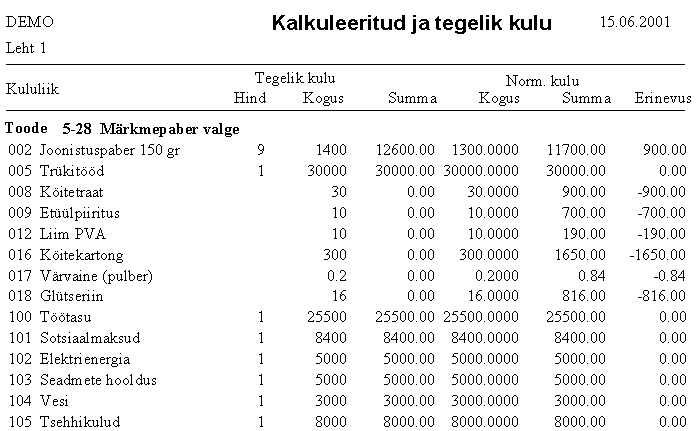 DEMO Kalkuleeritud ja tegelik kulu 15.06.2001
Leht 1
Kululiik Tegelik kulu Norm. kulu
Hind Kogus Summa Kogus Summa Erinevus
Toode 5-28 Märkmepaber valge
002 Joonistuspaber 150 gr 9 1400 12600.00 1300.0000 11700.00 900.00
005 Trükitööd 1 30000 30000.00 30000.0000 30000.00 0.00
008 Köitetraat 30 0.00 30.0000 900.00 -900.00
009 Etüülpiiritus 10 0.00 10.0000 700.00 -700.00
012 Liim PVA 10 0.00 10.0000 190.00 -190.00
016 Köitekartong 300 0.00 300.0000 1650.00 -1650.00
017 Värvaine (pulber) 0.2 0.00 0.2000 0.84 -0.84
018 Glütseriin 16 0.00 16.0000 816.00 -816.00
100 Töötasu 1 25500 25500.00 25500.0000 25500.00 0.00
101 Sotsiaalmaksud 1 8400 8400.00 8400.0000 8400.00 0.00
102 Elektrienergia 1 5000 5000.00 5000.0000 5000.00 0.00
103 Seadmete hooldus 1 5000 5000.00 5000.0000 5000.00 0.00
104 Vesi 1 3000 3000.00 3000.0000 3000.00 0.00
105 Tsehhikulud 1 8000 8000.00 8000.0000 8000.00 0.00